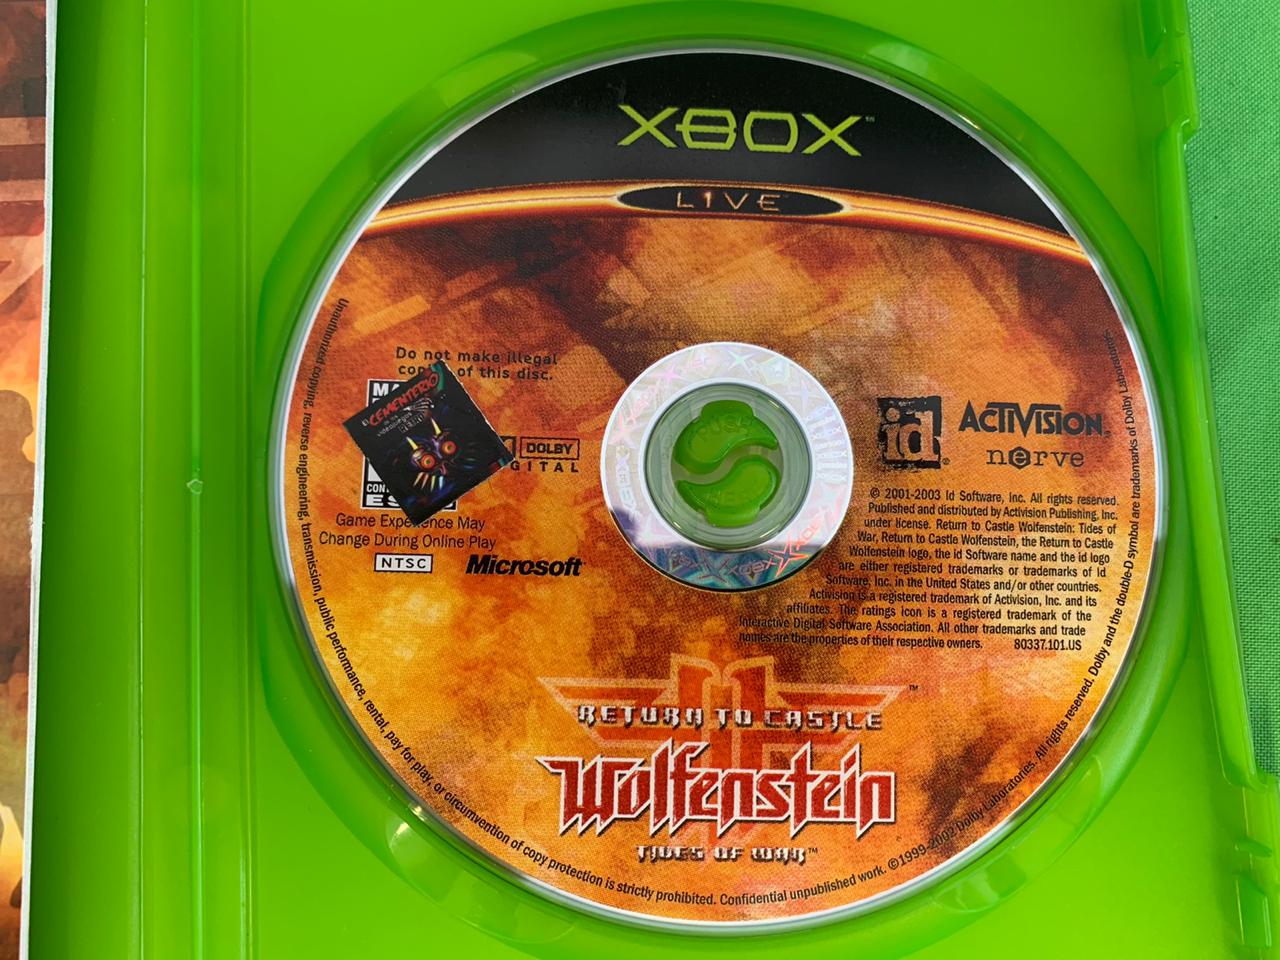 XBOX™
LIVE™
Do not make illegal
copies of this disc.
EL CEMENTERIO
DOLBY
DIGITAL
Game Experience May
Change During Online Play
NTSC
Microsoft
id
ACTIVISION®
nerve
© 2001-2003 Id Software, Inc. All rights reserved.
Published and distributed by Activision Publishing, Inc.
under license. Return to Castle Wolfenstein: Tides of
War, Return to Castle Wolfenstein, the Return to Castle
Wolfenstein logo, the id Software name and the id logo
are either registered trademarks or trademarks of Id
Software, Inc. in the United States and/or other countries.
Activision is a registered trademark of Activision, Inc. and its
affiliates. The ratings icon is a registered trademark of the
Interactive Digital Software Association. All other trademarks and trade
names are the properties of their respective owners. 80337.101.US
RETURN TO CASTLE
Wolfenstein
TIDES OF WAR™
Unauthorized copying, reverse engineering, transmission, public performance, rental, pay for play, or circumvention of copy protection is strictly prohibited. Confidential unpublished work. ©1999-2002 Dolby Laboratories. All rights reserved. Dolby and the double-D symbol are trademarks of Dolby Laboratories.